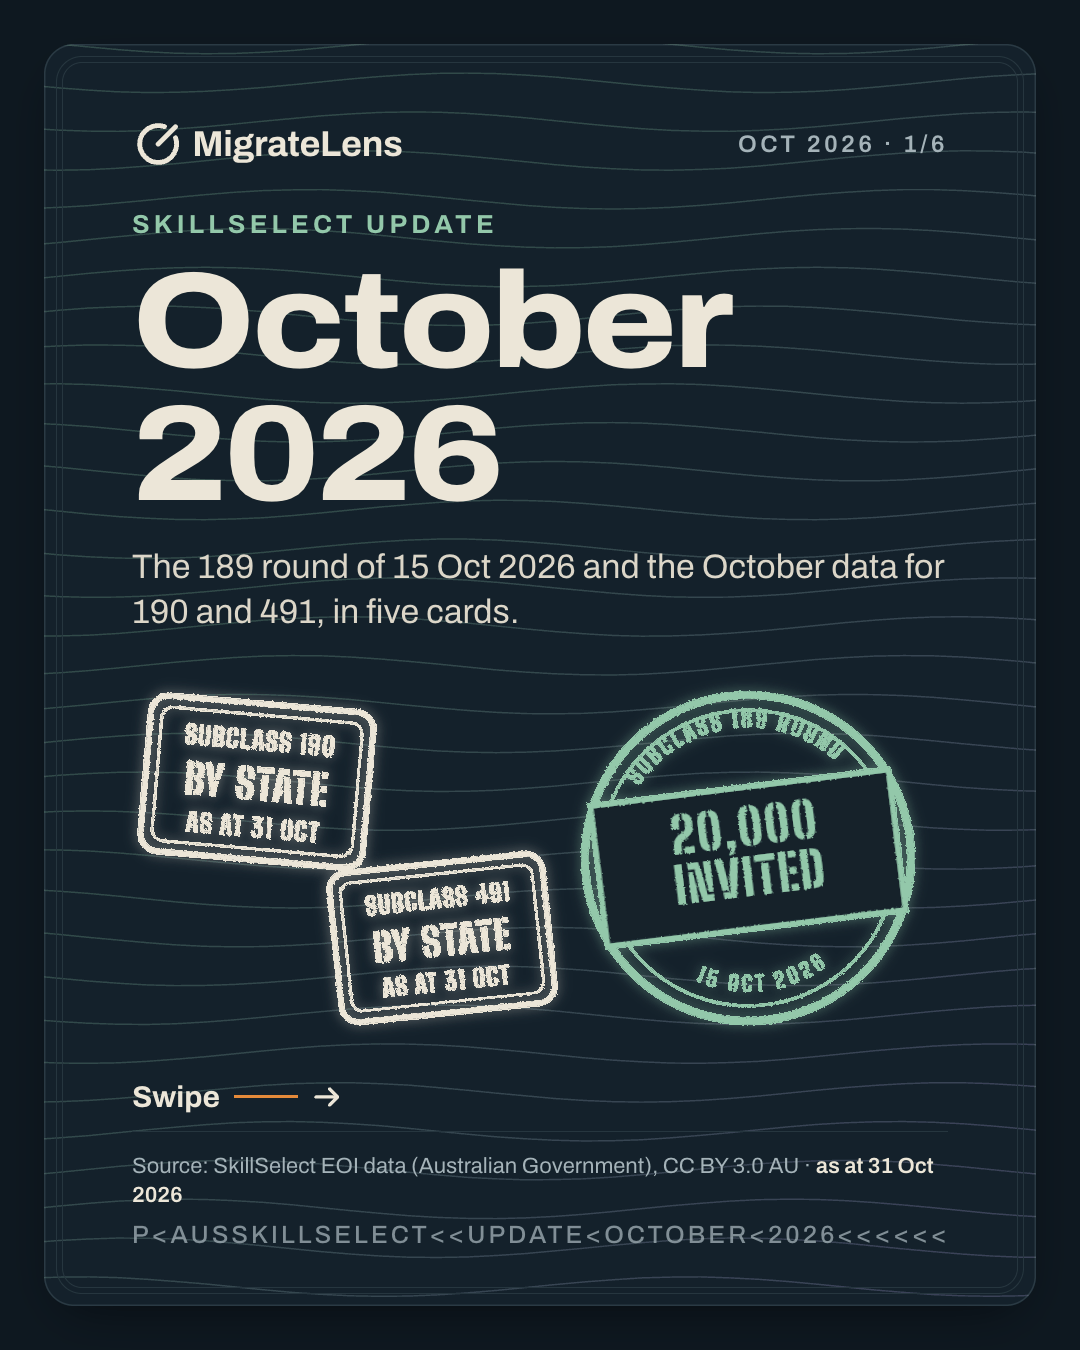 MigrateLens
OCT 2026 · 1/6
SKILLSELECT UPDATE
October
2026
The 189 round of 15 Oct 2026 and the October data for
190 and 491, in five cards.
SUBCLASS 190
BY STATE
AS AT 31 OCT
SUBCLASS 491
BY STATE
AS AT 31 OCT
SUBCLASS 189 ROUND
20,000
INVITED
15 OCT 2026
Swipe →
Source: SkillSelect EOI data (Australian Government), CC BY 3.0 AU · as at 31 Oct
2026
P<AUSSKILLSELECT<<UPDATE<OCTOBER<2026<<<<<<